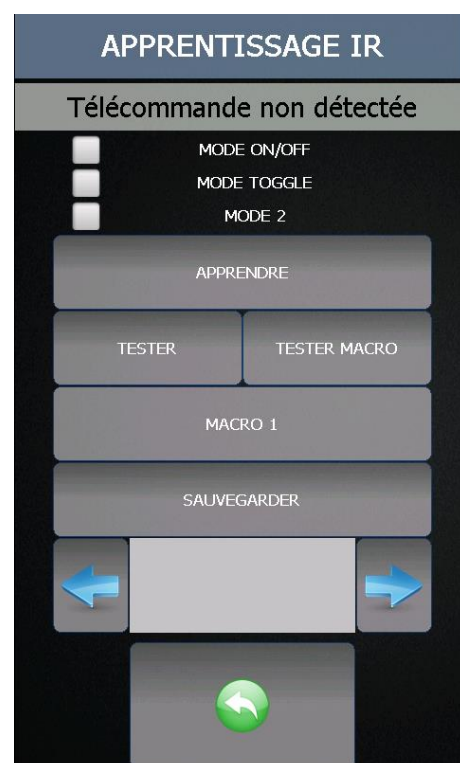 APPRENTISSAGE IR
Télécommande non détectée
MODE ON/OFF
MODE TOGGLE
MODE 2
APPRENDRE
TESTER TESTER MACRO
MACRO 1
SAUVEGARDER